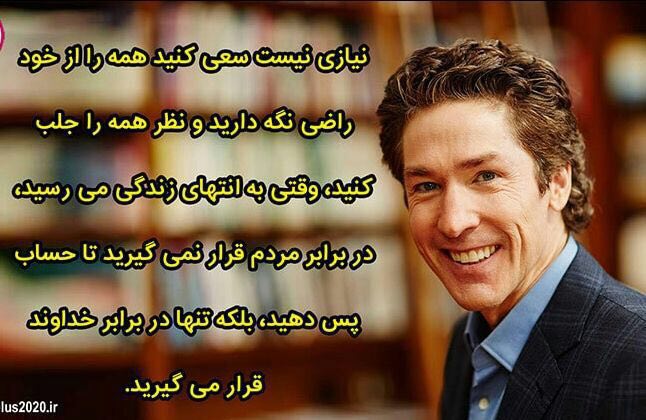 نیازی نیست سعی کنید همه را از خود
راضی نگه دارید و نظر همه را جلب
کنید، وقتی به انتهای زندگی می رسید،
در برابر مردم قرار نمی گیرید تا حساب
پس دهید، بلکه تنها در برابر خداوند
قرار می گیرید.
lus2020.ir